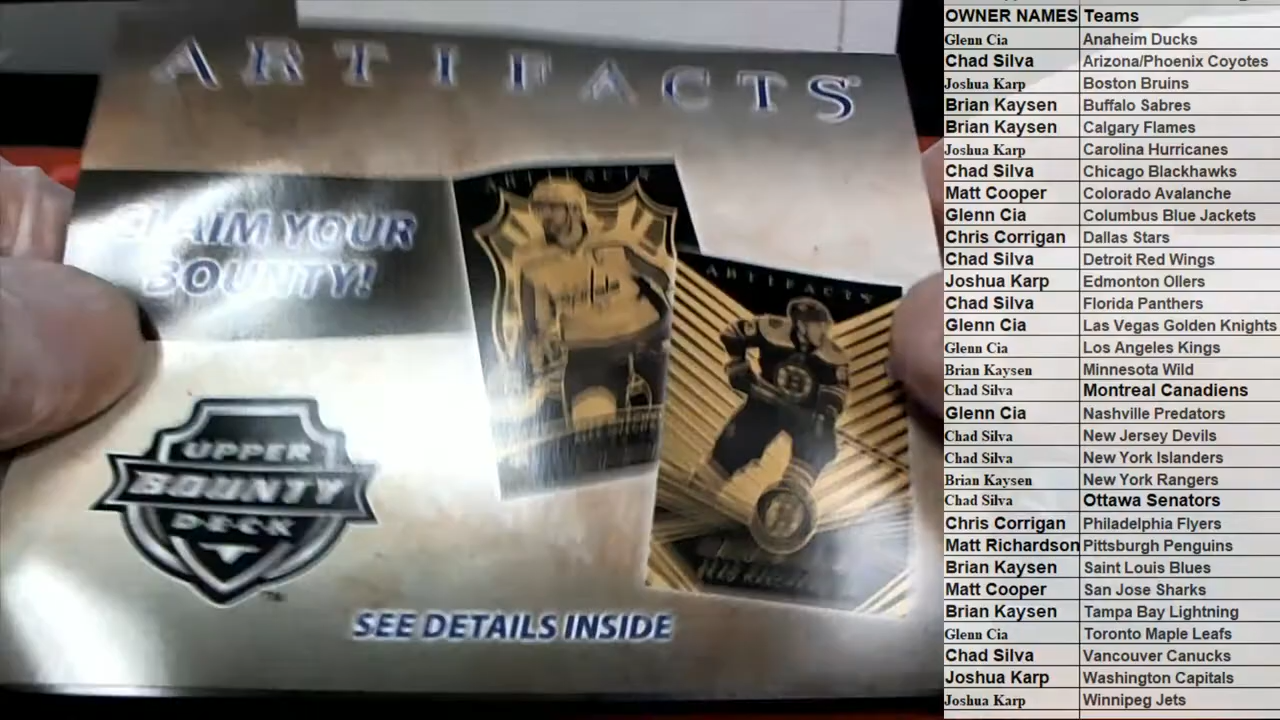 ARTIFACTS
CLAIM YOUR
BOUNTY!
UPPER
BOUNTY
DECK
ARTIFACTS
SEE DETAILS INSIDE
OWNER NAMES Teams
Glenn Cia Anaheim Ducks
Chad Silva Arizona/Phoenix Coyotes
Joshua Karp Boston Bruins
Brian Kaysen Buffalo Sabres
Brian Kaysen Calgary Flames
Joshua Karp Carolina Hurricanes
Chad Silva Chicago Blackhawks
Matt Cooper Colorado Avalanche
Glenn Cia Columbus Blue Jackets
Chris Corrigan Dallas Stars
Chad Silva Detroit Red Wings
Joshua Karp Edmonton Ollers
Chad Silva Florida Panthers
Glenn Cia Las Vegas Golden Knights
Glenn Cia Los Angeles Kings
Brian Kaysen Minnesota Wild
Chad Silva Montreal Canadiens
Glenn Cia Nashville Predators
Chad Silva New Jersey Devils
Chad Silva New York Islanders
Brian Kaysen New York Rangers
Chad Silva Ottawa Senators
Chris Corrigan Philadelphia Flyers
Matt Richardson Pittsburgh Penguins
Brian Kaysen Saint Louis Blues
Matt Cooper San Jose Sharks
Brian Kaysen Tampa Bay Lightning
Glenn Cia Toronto Maple Leafs
Chad Silva Vancouver Canucks
Joshua Karp Washington Capitals
Joshua Karp Winnipeg Jets